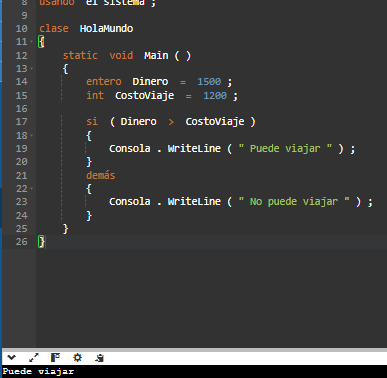 8 usando el sistema ;
9
10 clase HolaMundo
11 {
12 static void Main ( )
13 {
14 entero Dinero = 1500 ;
15 int CostoViaje = 1200 ;
16
17 si ( Dinero > CostoViaje )
18 {
19 Consola . WriteLine ( " Puede viajar " ) ;
20 }
21 demás
22 {
23 Consola . WriteLine ( " No puede viajar " ) ;
24 }
25 }
26 }
Puede viajar